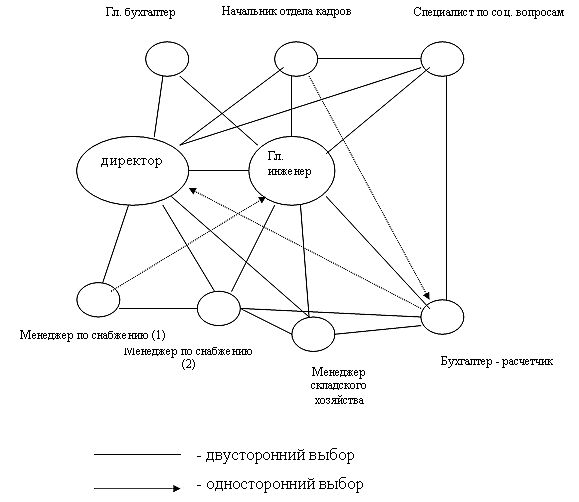 Гл. бухгалтер
Начальник отдела кадров
Специалист по соц. вопросам
директор
Гл.
инженер
Менеджер по снабжению (1)
Менеджер по снабжению
(2)
Менеджер
складского
хозяйства
Бухгалтер - расчетчик
- двусторонний выбор
- односторонний выбор